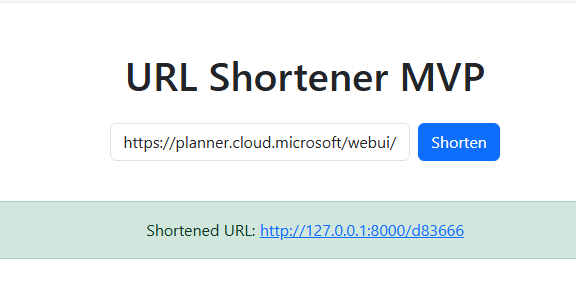 URL Shortener MVP
https://planner.cloud.microsoft/webui/ Shorten
Shortened URL: http://127.0.0.1:8000/d83666